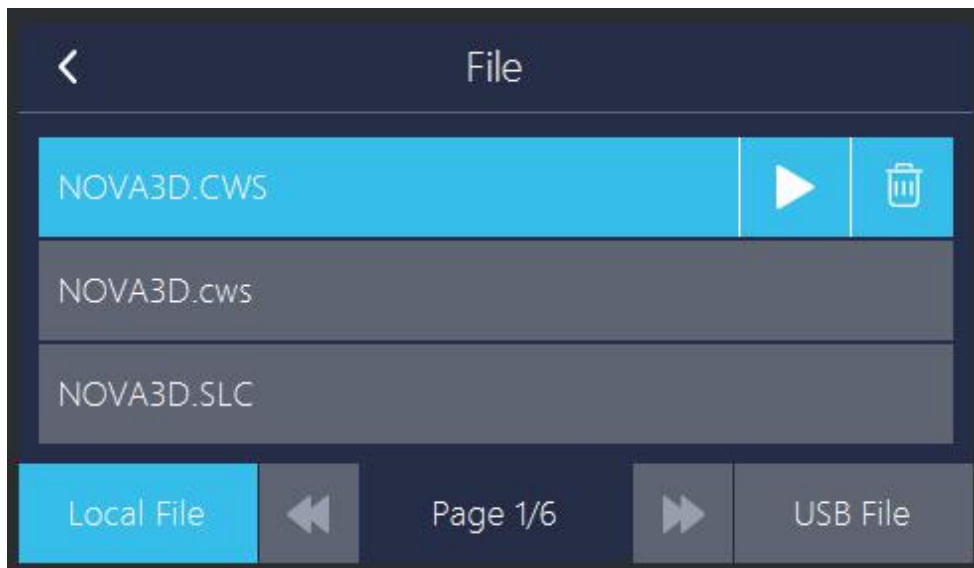 File
NOVA3D.CWS
NOVA3D.cws
NOVA3D.SLC
Local File
Page 1/6
USB File